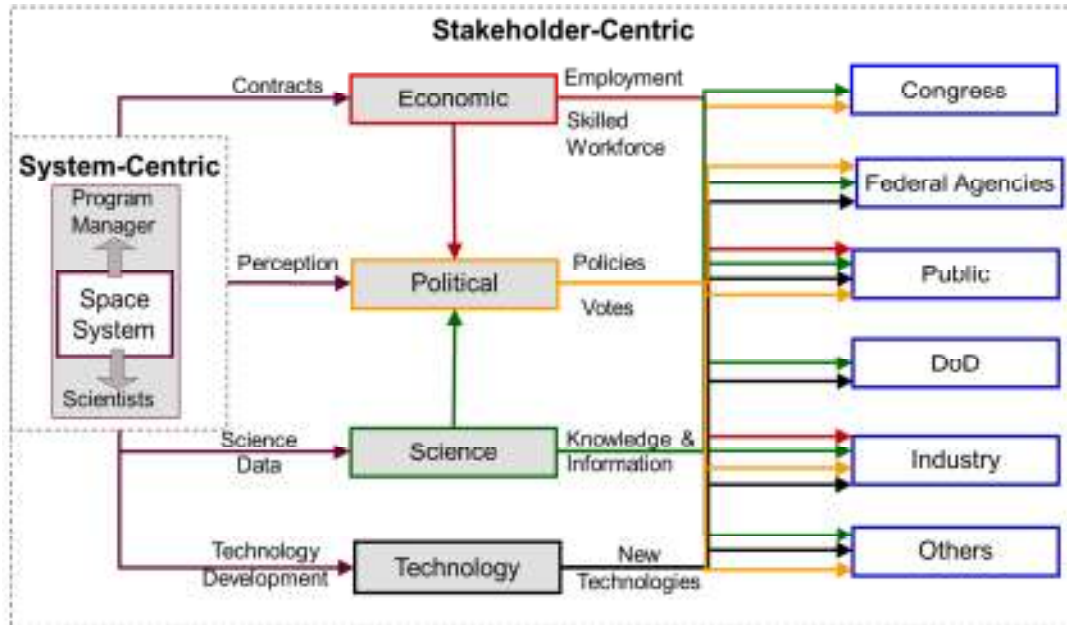 Stakeholder-Centric
Contracts
Economic
Employment
Skilled
Workforce
Congress
System-Centric
Program
Manager
Space
System
Scientists
Federal Agencies
Perception
Political
Policies
Votes
Public
DoD
Science
Data
Science
Knowledge &
Information
Industry
Technology
Development
Technology
New
Technologies
Others